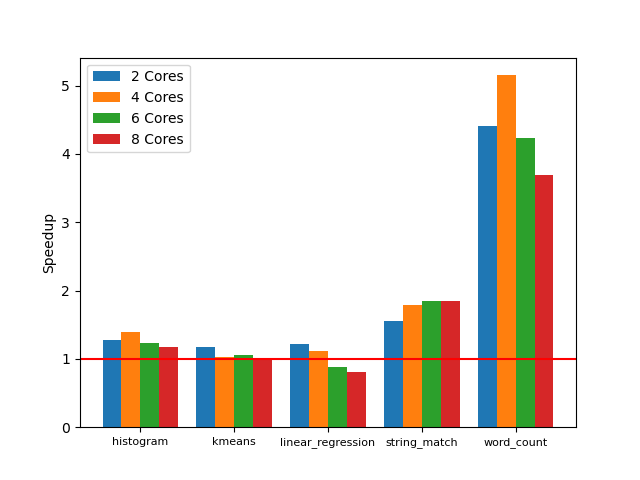 2 Cores
4 Cores
6 Cores
8 Cores
Speedup
5
4
3
2
1
0
histogram kmeans linear_regression string_match word_count